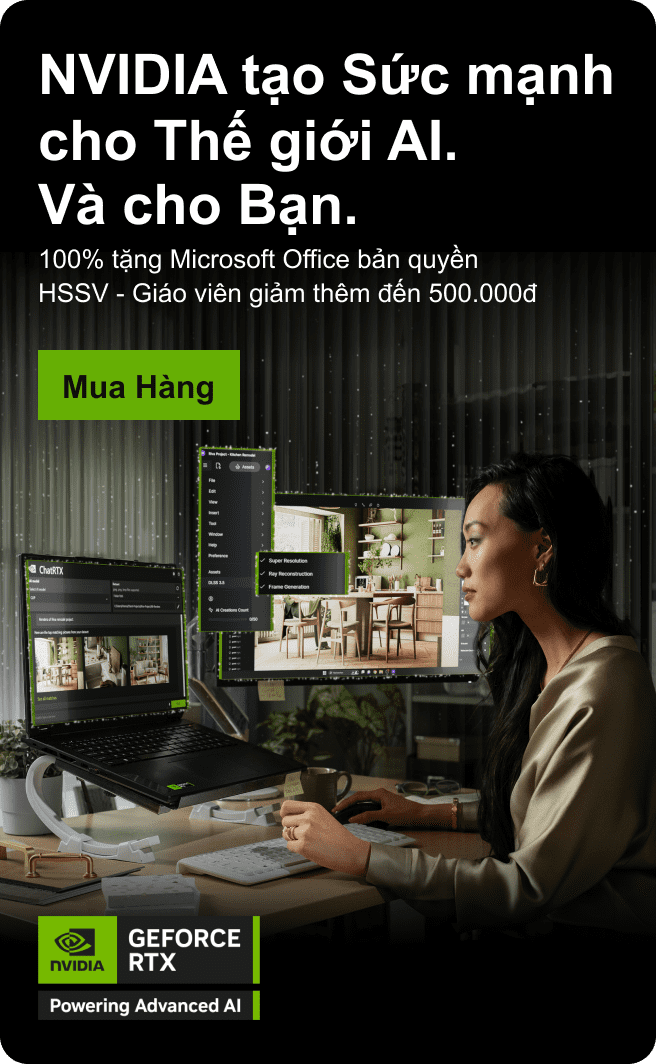 NVIDIA tạo Sức mạnh
cho Thế giới AI.
Và cho Bạn.
100% tặng Microsoft Office bản quyền
HSSV - Giáo viên giảm thêm đến 500.000đ
Mua Hàng
Assets
File
Edit
View
Insert
Tool
Window
Help
Preference
Assets
DLSS 3.5
AI Creations Count
Super Resolution
Ray Reconstruction
Frame Generation
ChatRTX
NVIDIA
GEFORCE
RTX
Powering Advanced AI